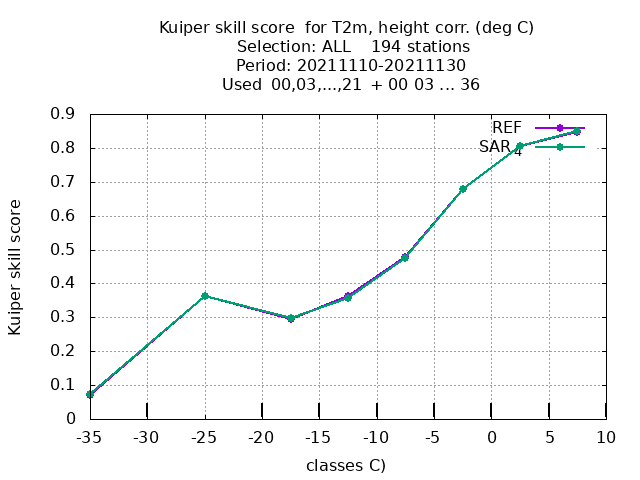 Kuiper skill score  for T2m, height corr. (deg C)
Selection: ALL    194 stations
Period: 20211110-20211130
Used  00,03,...,21  + 00 03 ... 36
REF
SAR_4
Kuiper skill score
0.9
0.8
0.7
0.6
0.5
0.4
0.3
0.2
0.1
0
-35 -30 -25 -20 -15 -10 -5 0 5 10
classes C)